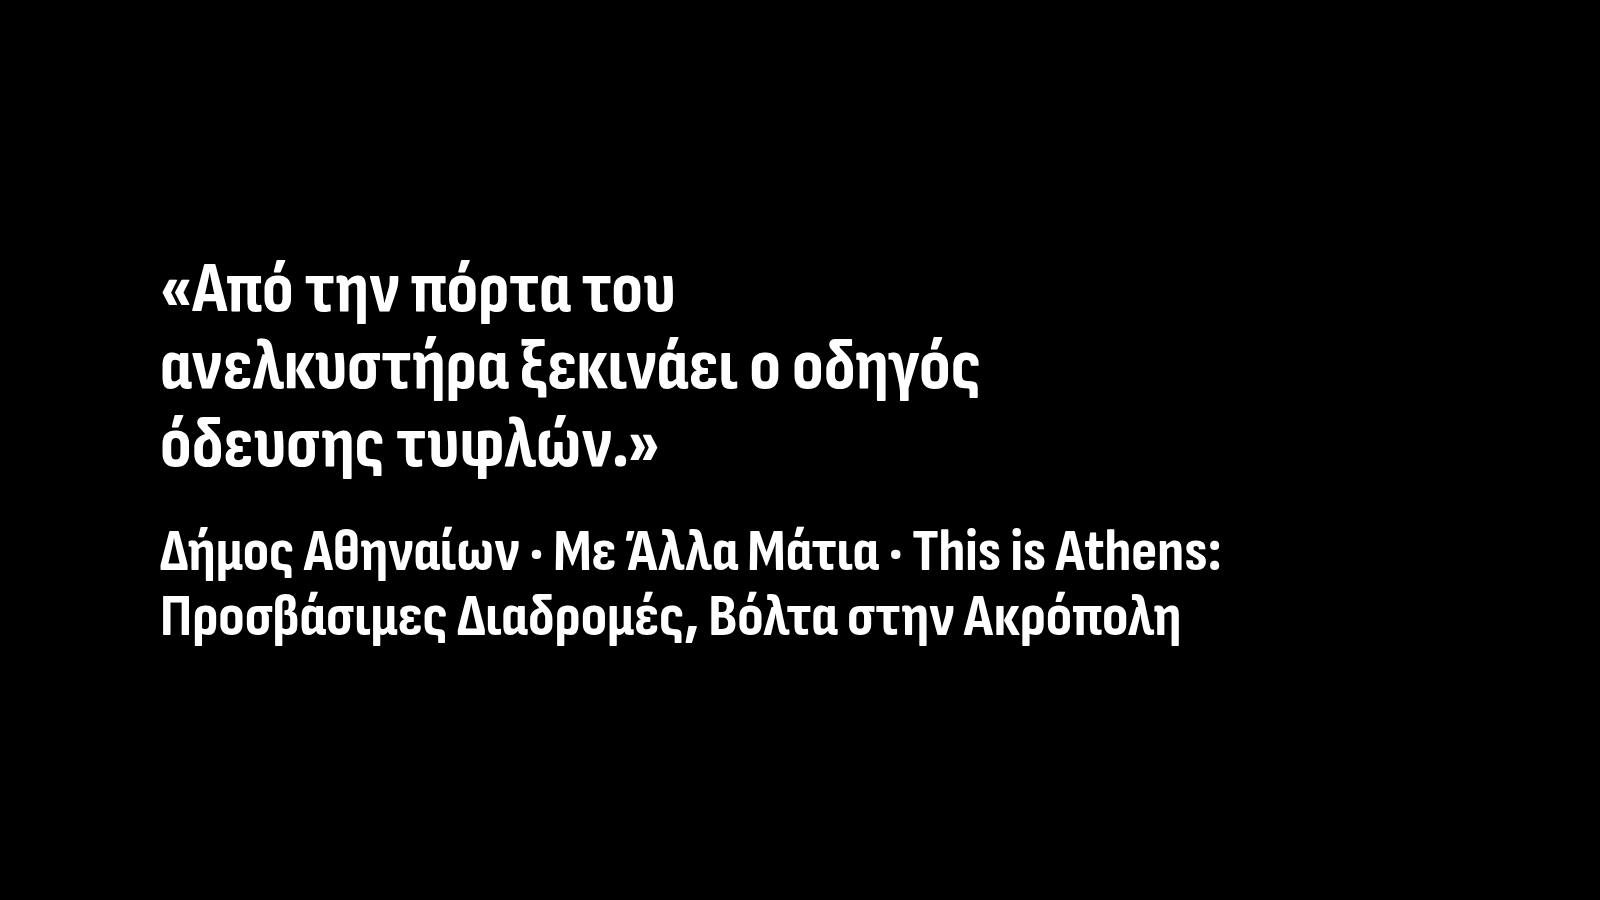 «Από την πόρτα του
ανελκυστήρα ξεκινάει ο οδηγός
όδευσης τυφλών.»
Δήμος Αθηναίων · Με Άλλα Μάτια · This is Athens:
Προσβάσιμες Διαδρομές, Βόλτα στην Ακρόπολη